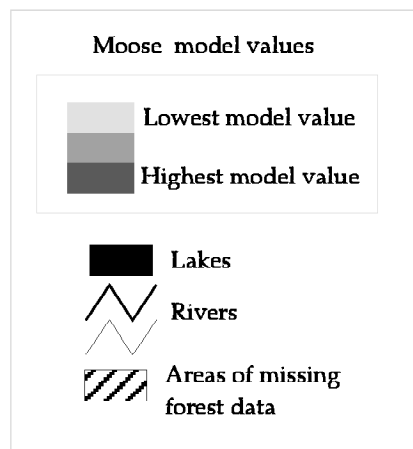 Moose model values
Lowest model value
Highest model value
Lakes
Rivers
Areas of missing
forest data